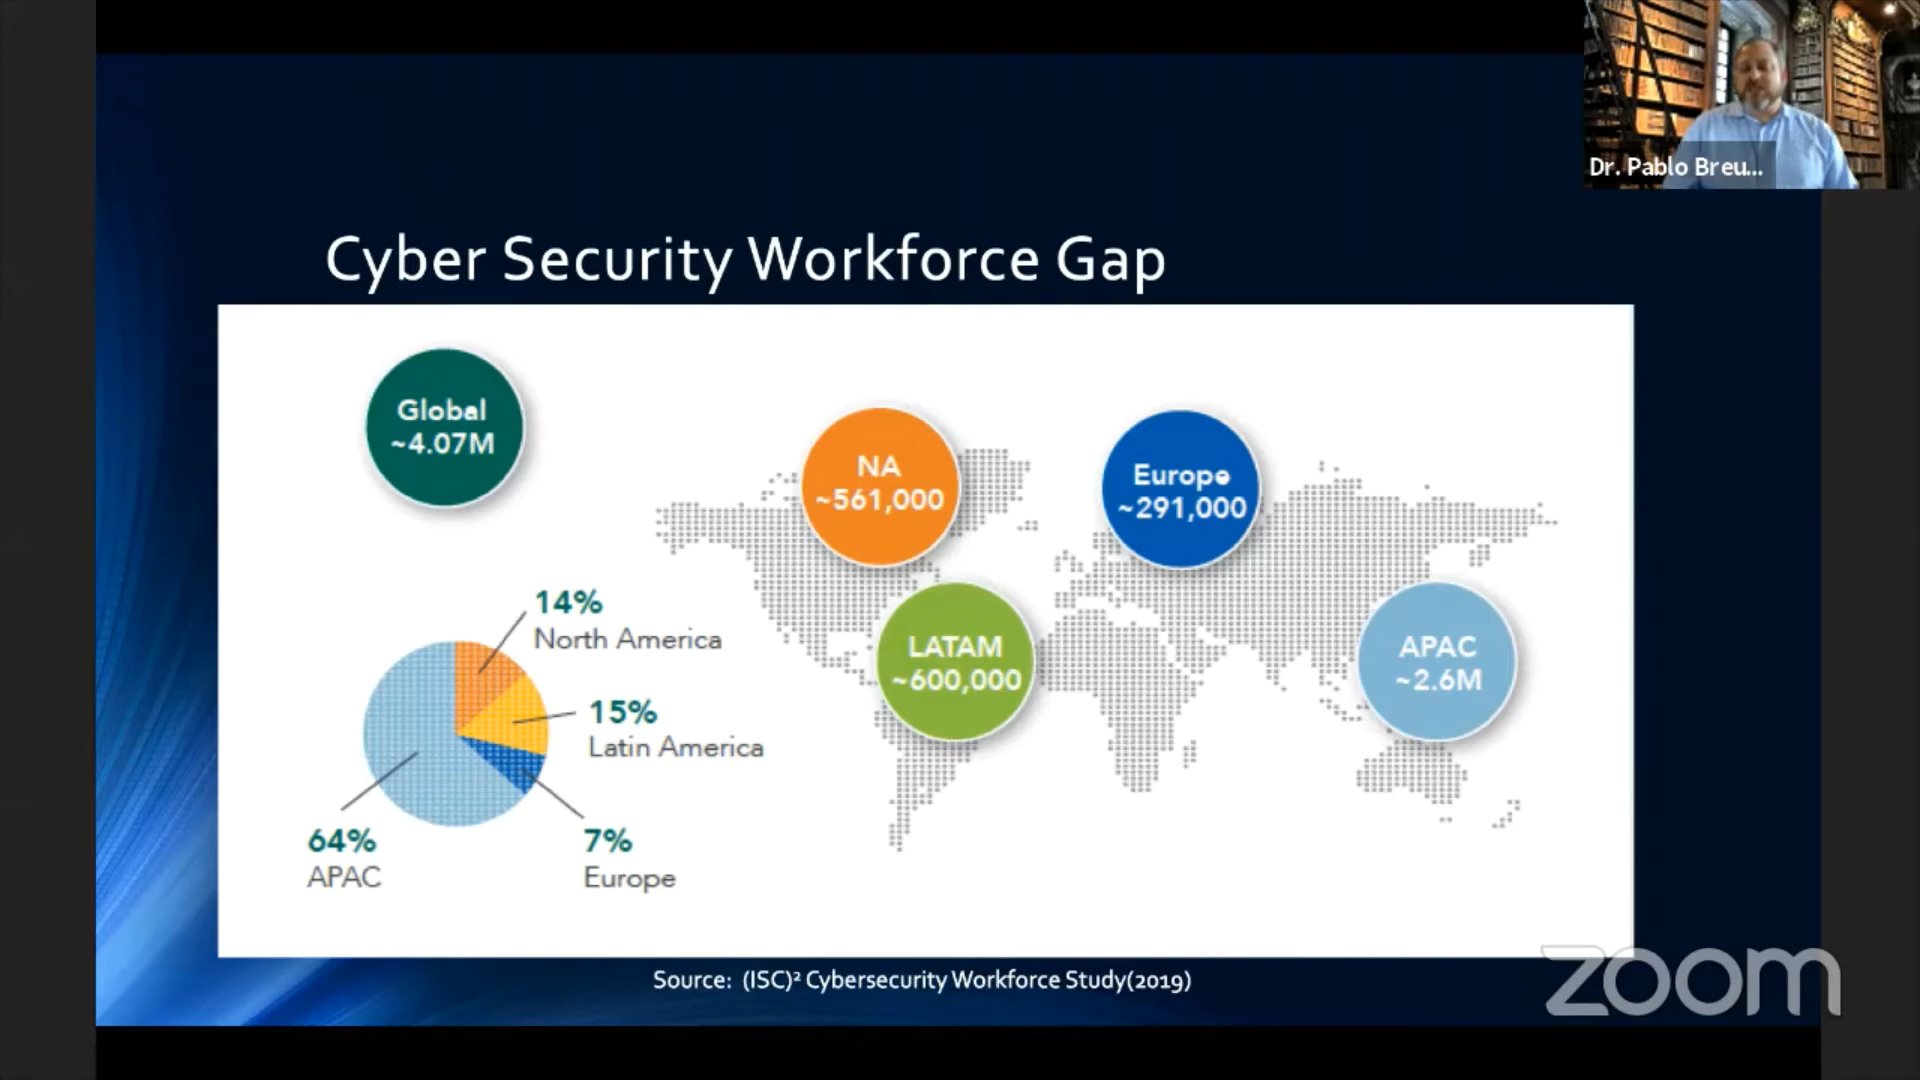 Dr. Pablo Breu...
Cyber Security Workforce Gap
Global
~4.07M
NA
~561,000
Europe
~291,000
LATAM
~600,000
APAC
~2.6M
14%
North America
15%
Latin America
64%
APAC
7%
Europe
Source: (ISC)² Cybersecurity Workforce Study(2019)
zoom